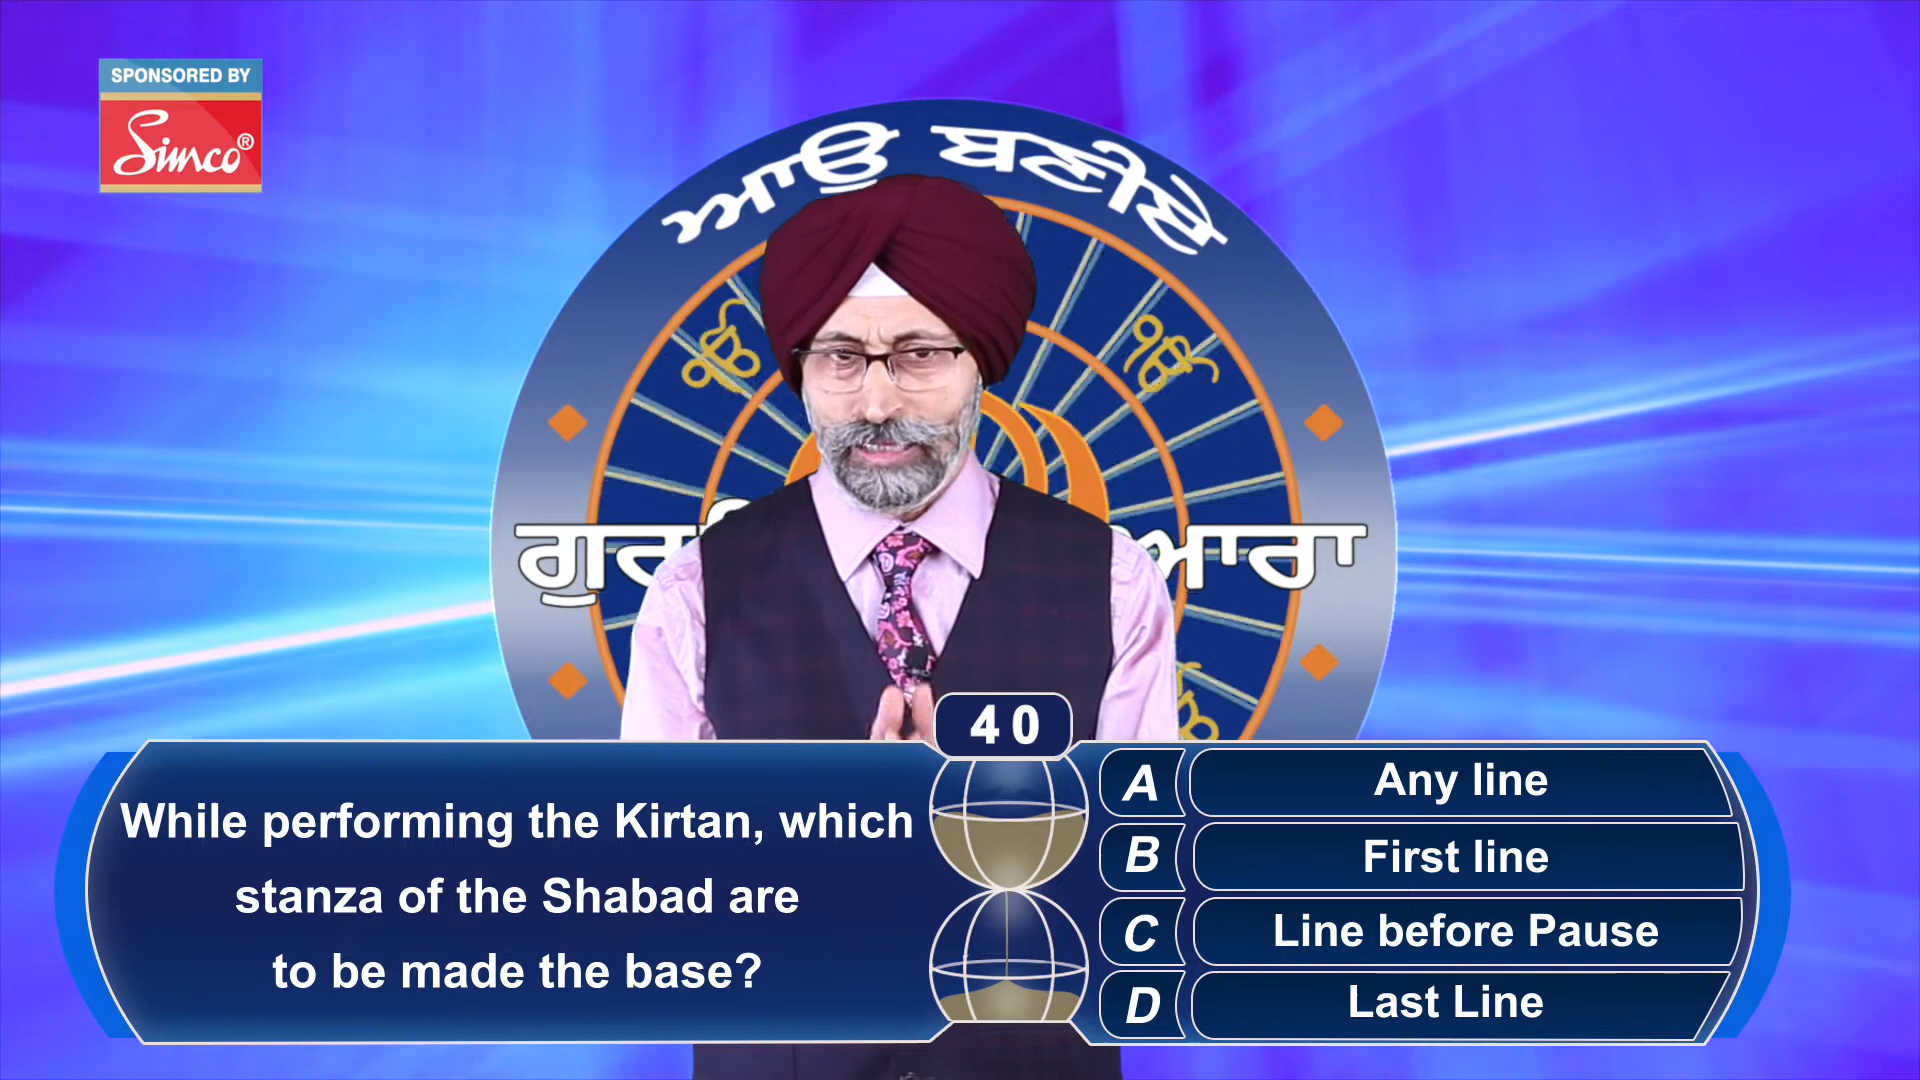 SPONSORED BY
Simco®
ਆਉ ਬਣੀਏ
40
While performing the Kirtan, which
stanza of the Shabad are
to be made the base?
A Any line
B First line
C Line before Pause
D Last Line